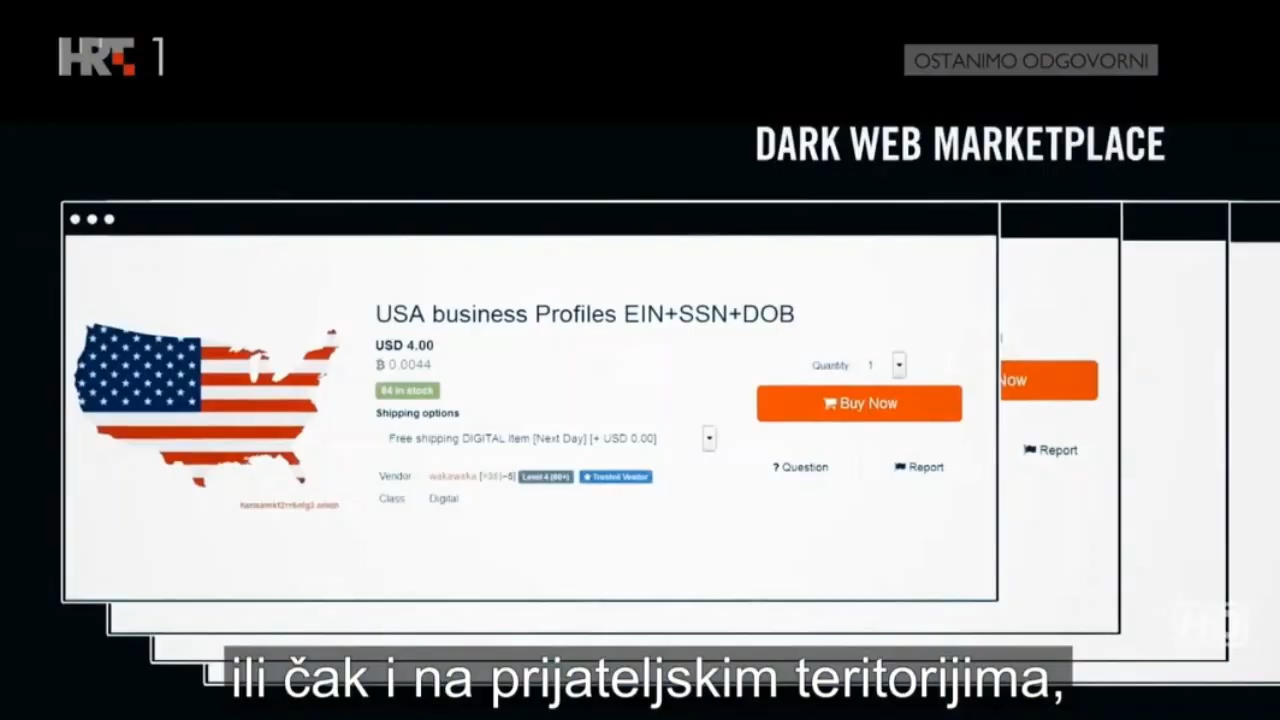 HRT 1
OSTANIMO ODGOVORNI
DARK WEB MARKETPLACE
USA business Profiles EIN+SSN+DOB
USD 4.00
฿ 0.0044
Quantity 1
84 in stock
Buy Now
Now
Shipping options
Free shipping DIGITAL Item [Next Day] [+ USD 0.00]
? Question
Report
Report
Vendor wakawaka Level 4 (60+) Trusted Vendor
Class Digital
ili čak i na prijateljskim teritorijima,